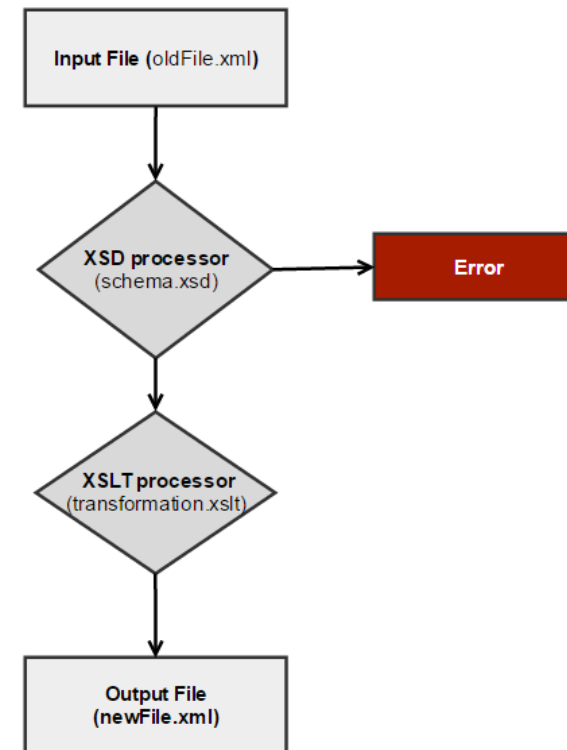 Input File (oldFile.xml)
XSD processor
(schema.xsd)
Error
XSLT processor
(transformation.xslt)
Output File
(newFile.xml)